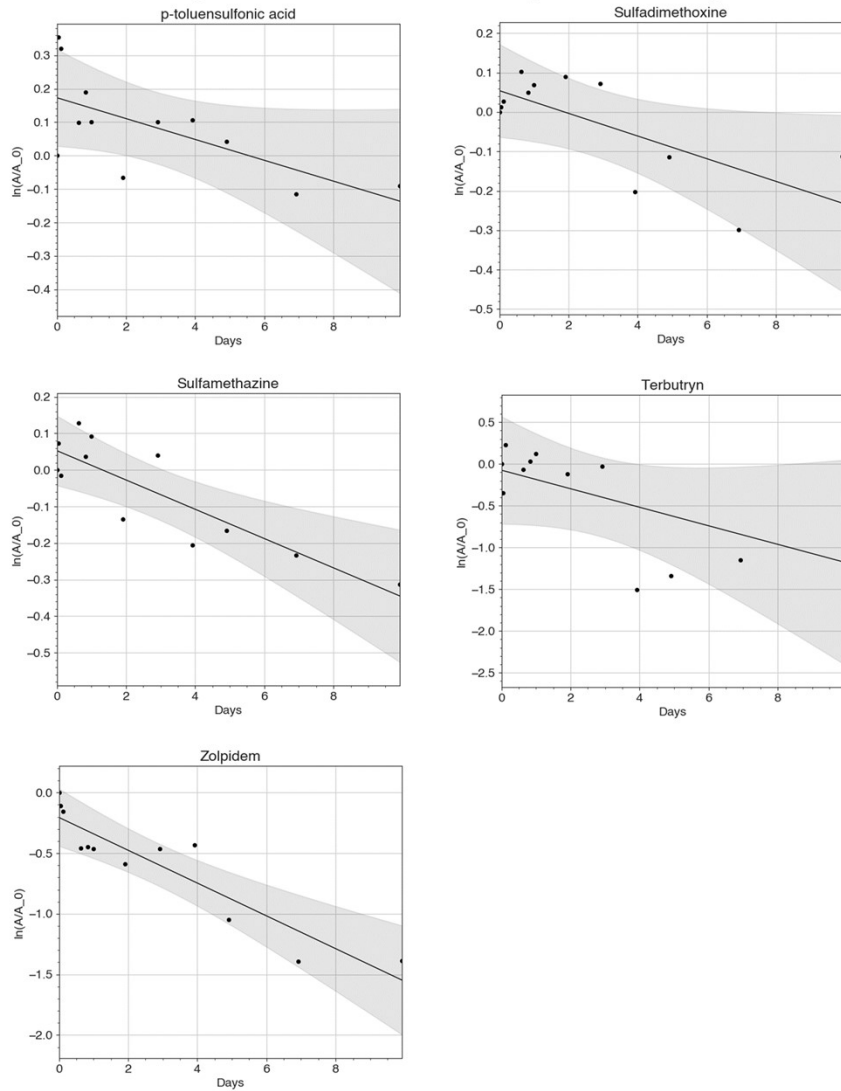 p-toluensulfonic acid
ln(A/A_0)
0.3
0.2
0.1
0.0
−0.1
−0.2
−0.3
−0.4
0 2 4 6 8
Days
Sulfadimethoxine
ln(A/A_0)
0.2
0.1
0.0
−0.1
−0.2
−0.3
−0.4
−0.5
0 2 4 6 8
Days
Sulfamethazine
ln(A/A_0)
0.2
0.1
0.0
−0.1
−0.2
−0.3
−0.4
−0.5
0 2 4 6 8
Days
Terbutryn
ln(A/A_0)
0.5
0.0
−0.5
−1.0
−1.5
−2.0
−2.5
0 2 4 6 8
Days
Zolpidem
ln(A/A_0)
0.0
−0.5
−1.0
−1.5
−2.0
0 2 4 6 8
Days